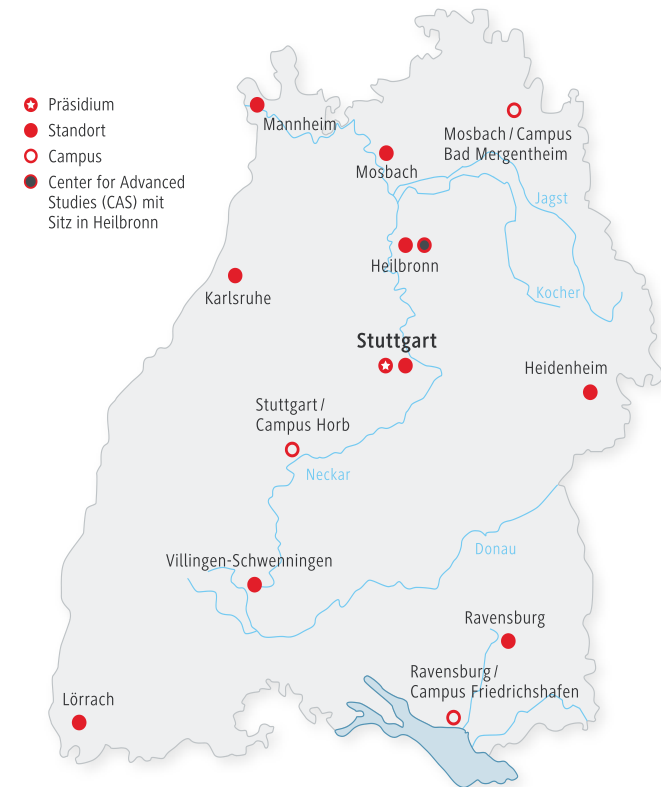 Präsidium
Standort
Campus
Center for Advanced
Studies (CAS) mit
Sitz in Heilbronn
Mannheim
Mosbach / Campus
Bad Mergentheim
Mosbach
Jagst
Heilbronn
Kocher
Karlsruhe
Stuttgart
Heidenheim
Stuttgart /
Campus Horb
Neckar
Donau
Villingen-Schwenningen
Ravensburg
Ravensburg /
Campus Friedrichshafen
Lörrach